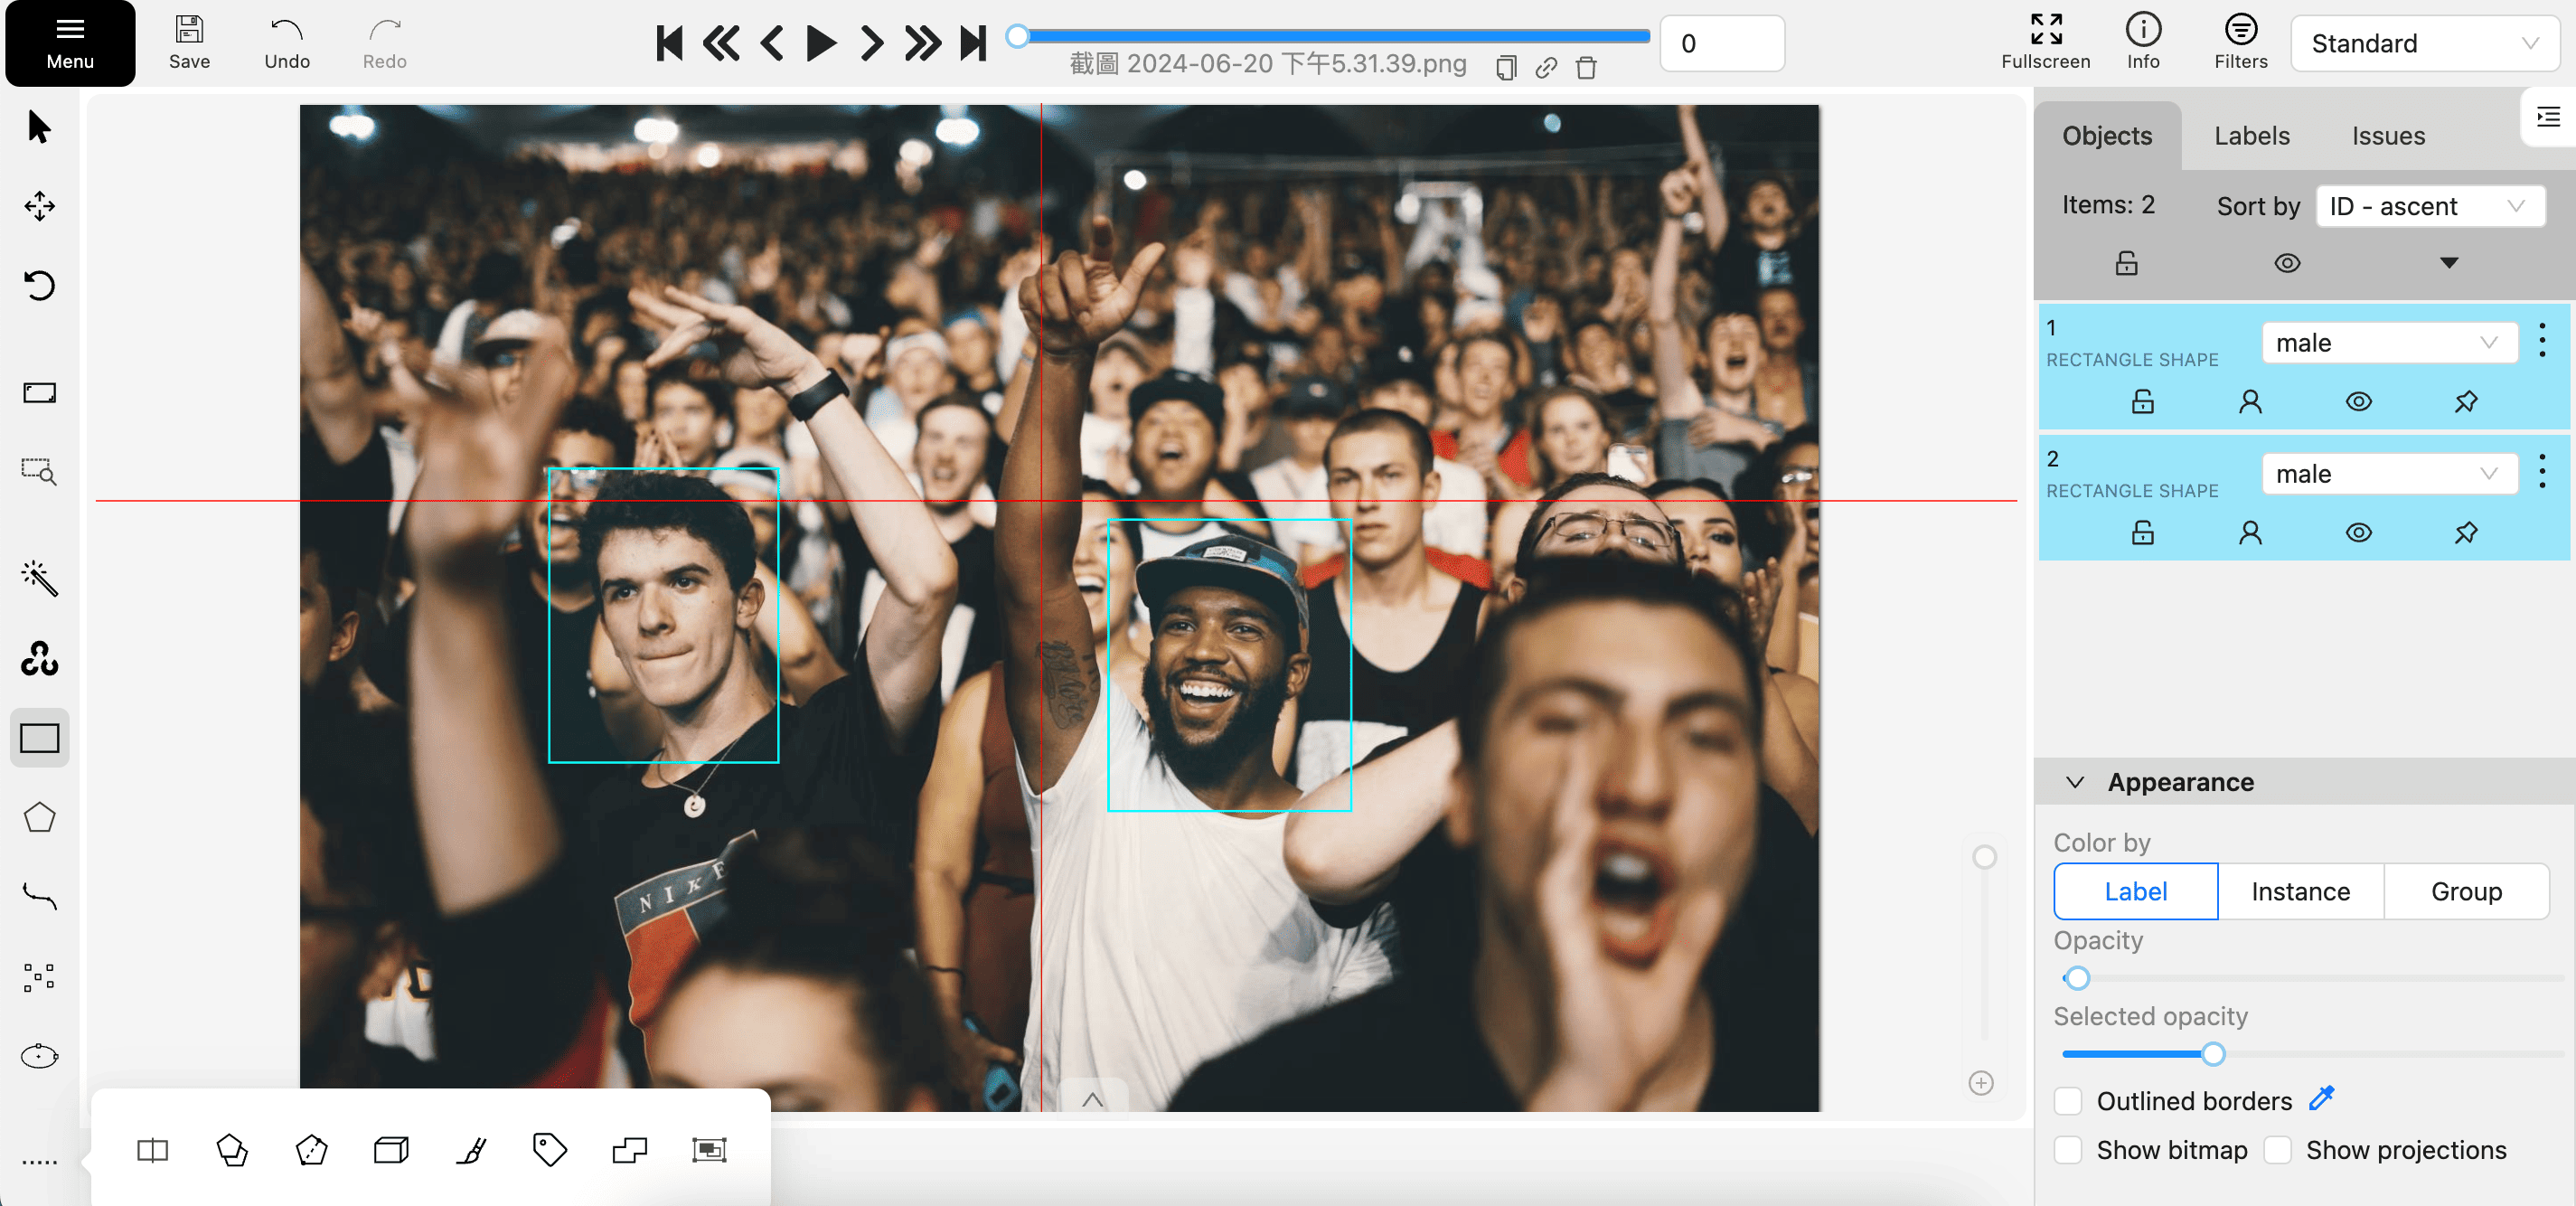 Menu
Save
Undo
Redo
截圖 2024-06-20 下午5.31.39.png
0
Fullscreen
Info
Filters
Standard
Objects
Labels
Issues
Items: 2
Sort by
ID - ascent
1
RECTANGLE SHAPE
male
2
RECTANGLE SHAPE
male
NIKE
Appearance
Color by
Label
Instance
Group
Opacity
Selected opacity
Outlined borders
Show bitmap
Show projections